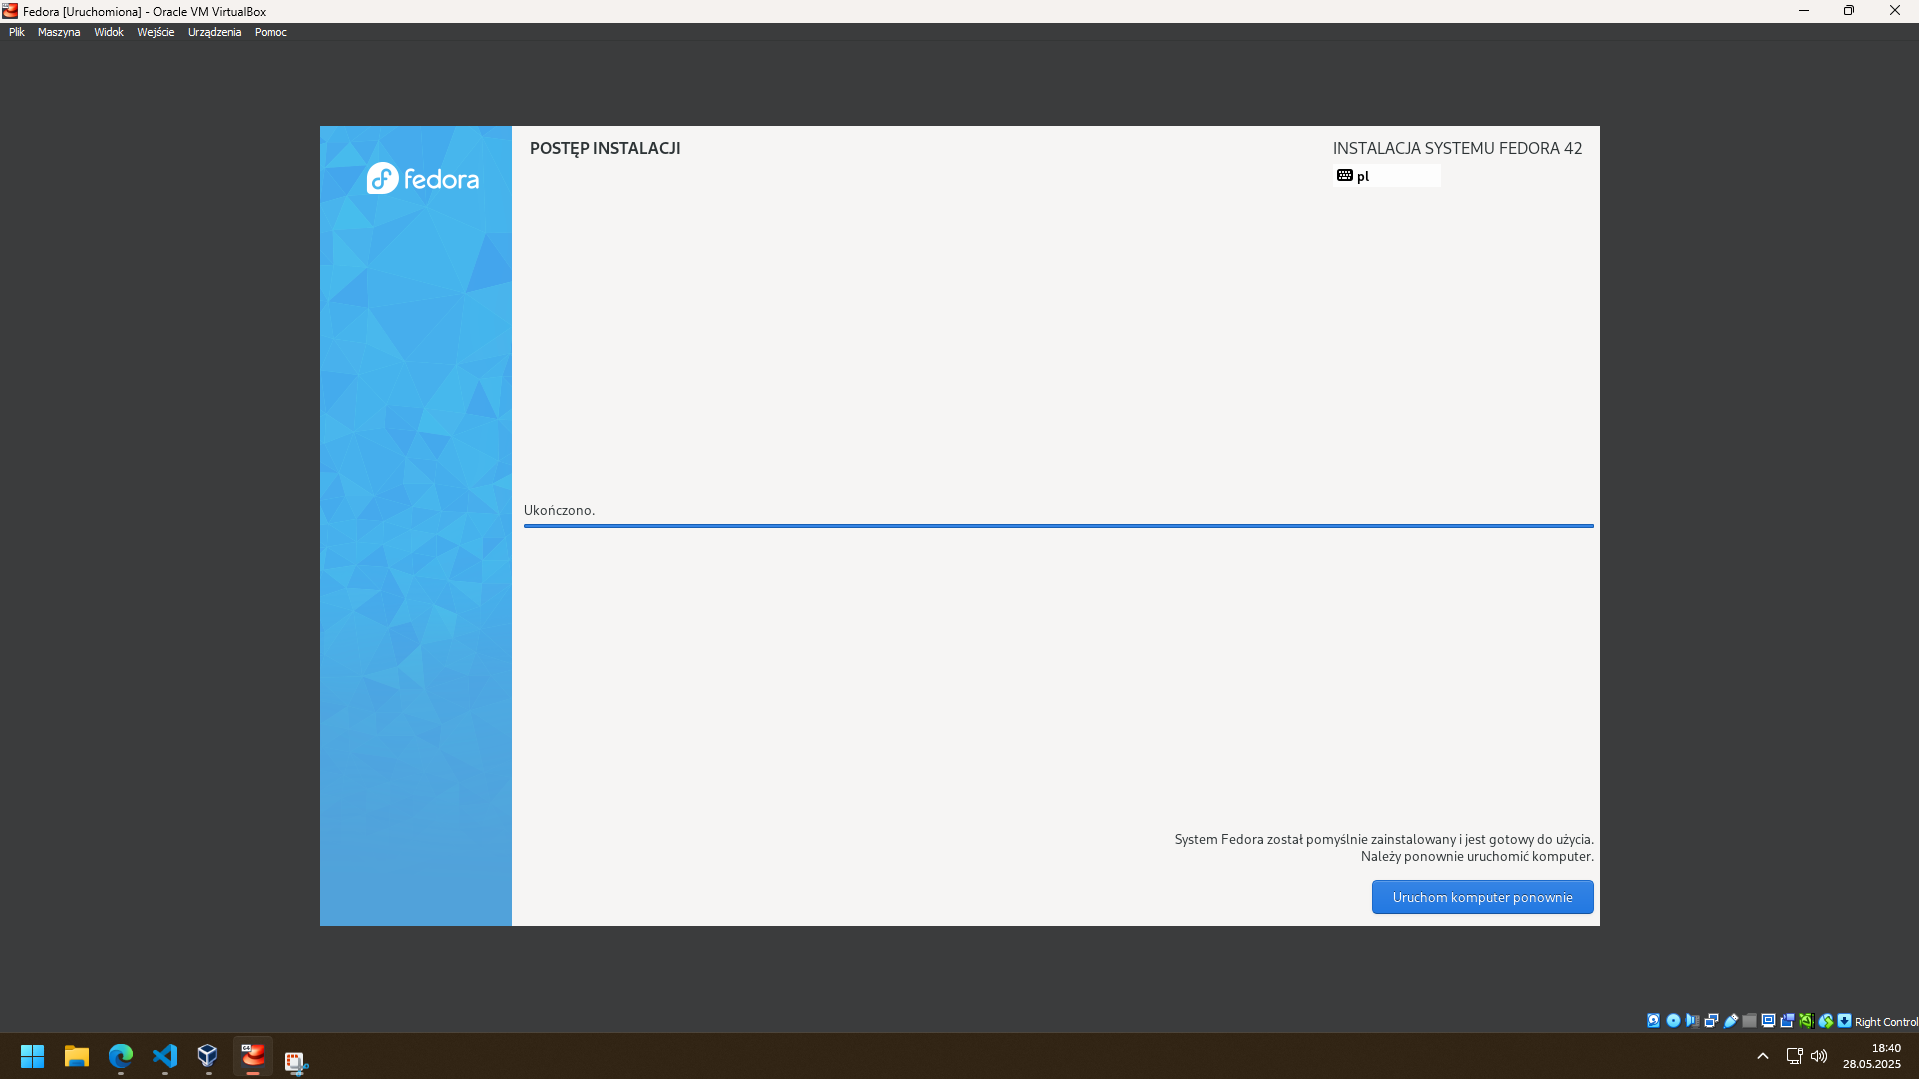 Fedora [Uruchomiona] - Oracle VM VirtualBox
Plik Maszyna Widok Wejście Urządzenia Pomoc
fedora
POSTĘP INSTALACJI
INSTALACJA SYSTEMU FEDORA 42
pl
Ukończono.
System Fedora został pomyślnie zainstalowany i jest gotowy do użycia.
Należy ponownie uruchomić komputer.
Uruchom komputer ponownie
Right Control
64
18:40
28.05.2025